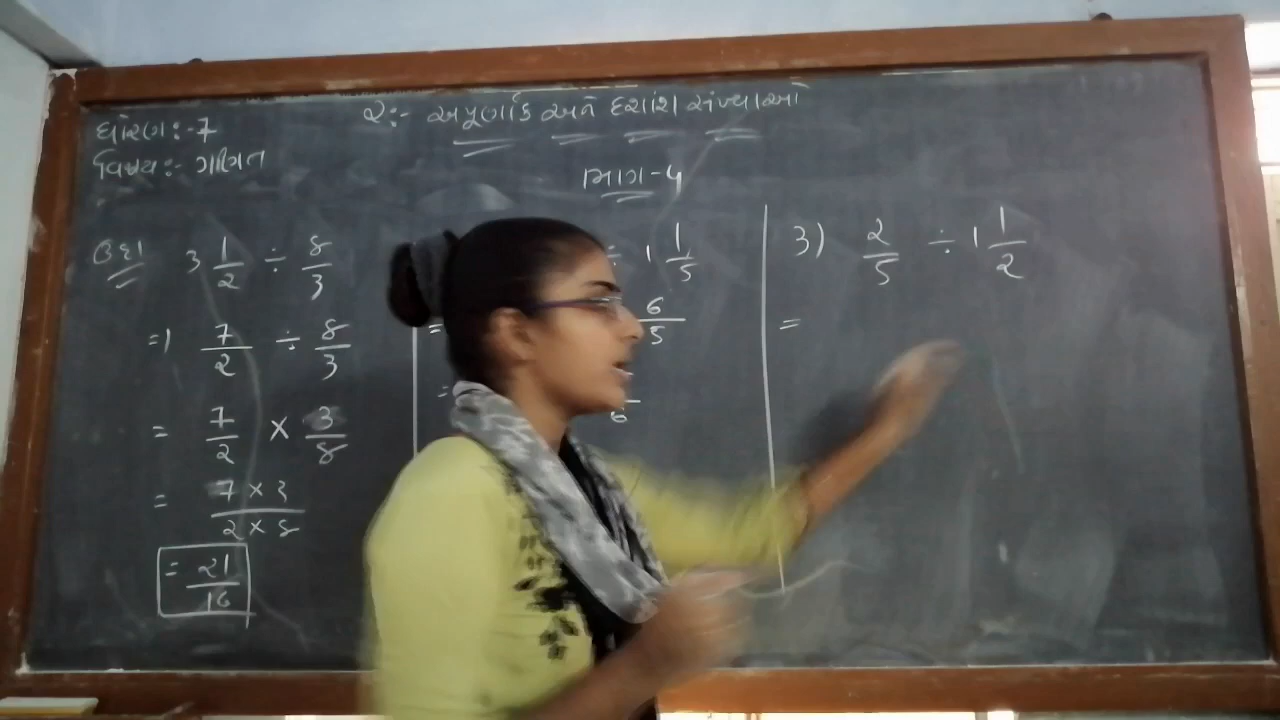 ધોરણ:-7
વિષય:- ગણિત
૨:- અપૂર્ણાંક અને દશાંશ સંખ્યાઓ
ભાગ-૫
ઉદા 3 1/2 ÷ 8/3
=) 7/2 ÷ 8/3
= 7/2 × 3/8
= 7×3 / 2×8
= 21/16
÷ 1 1/5
= 6/5
= 6
3) 2/5 ÷ 1 1/2
=